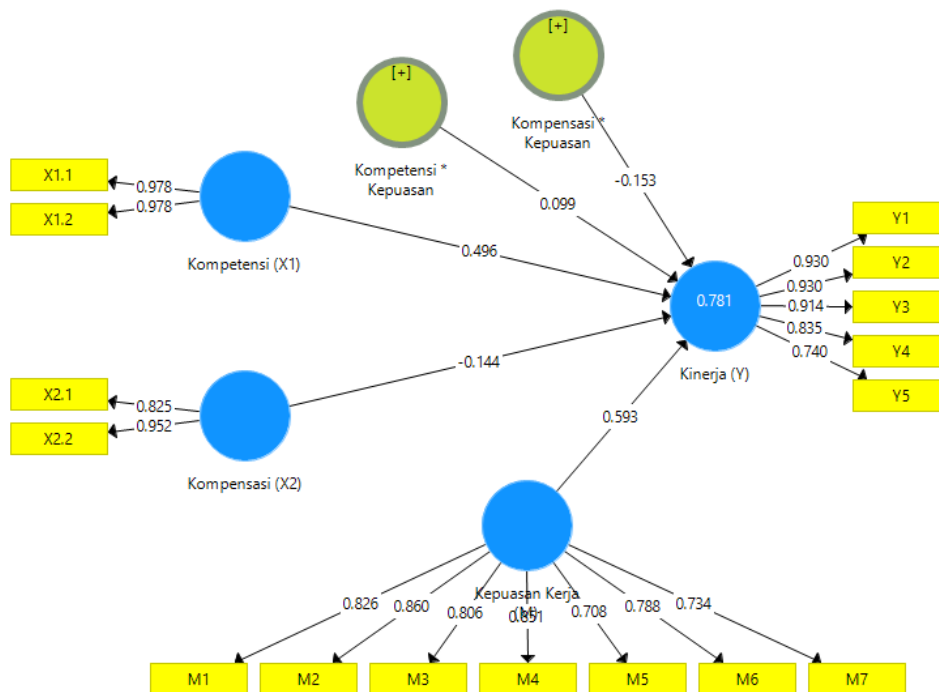 [+]
[+]
Kompensasi *
Kepuasan
Kompetensi *
Kepuasan
-0.153
0.099
X1.1
0.978
X1.2
0.978
Kompetensi (X1)
0.496
Y1
0.930
Y2
0.930
0.781
0.914
Y3
0.835
Y4
0.740
Y5
Kinerja (Y)
-0.144
X2.1
0.825
X2.2
0.952
Kompensasi (X2)
0.593
Kepuasan Kerja
(M)
0.826
0.860
0.806
0.851
0.708
0.788
0.734
M1
M2
M3
M4
M5
M6
M7